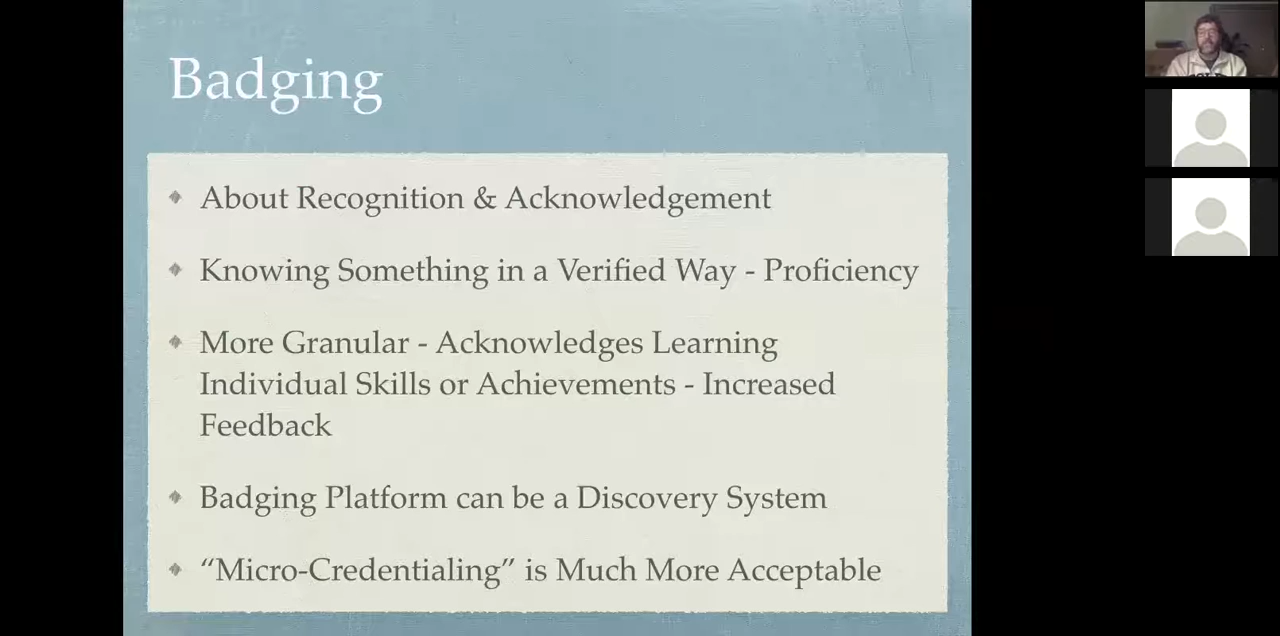 Badging
About Recognition & Acknowledgement
Knowing Something in a Verified Way - Proficiency
More Granular - Acknowledges Learning
Individual Skills or Achievements - Increased
Feedback
Badging Platform can be a Discovery System
“Micro-Credentialing” is Much More Acceptable